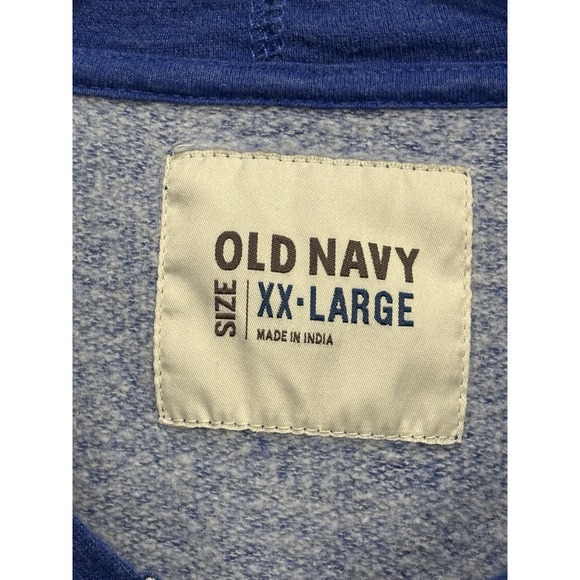 OLD NAVY
SIZE
XX·LARGE
MADE IN INDIA